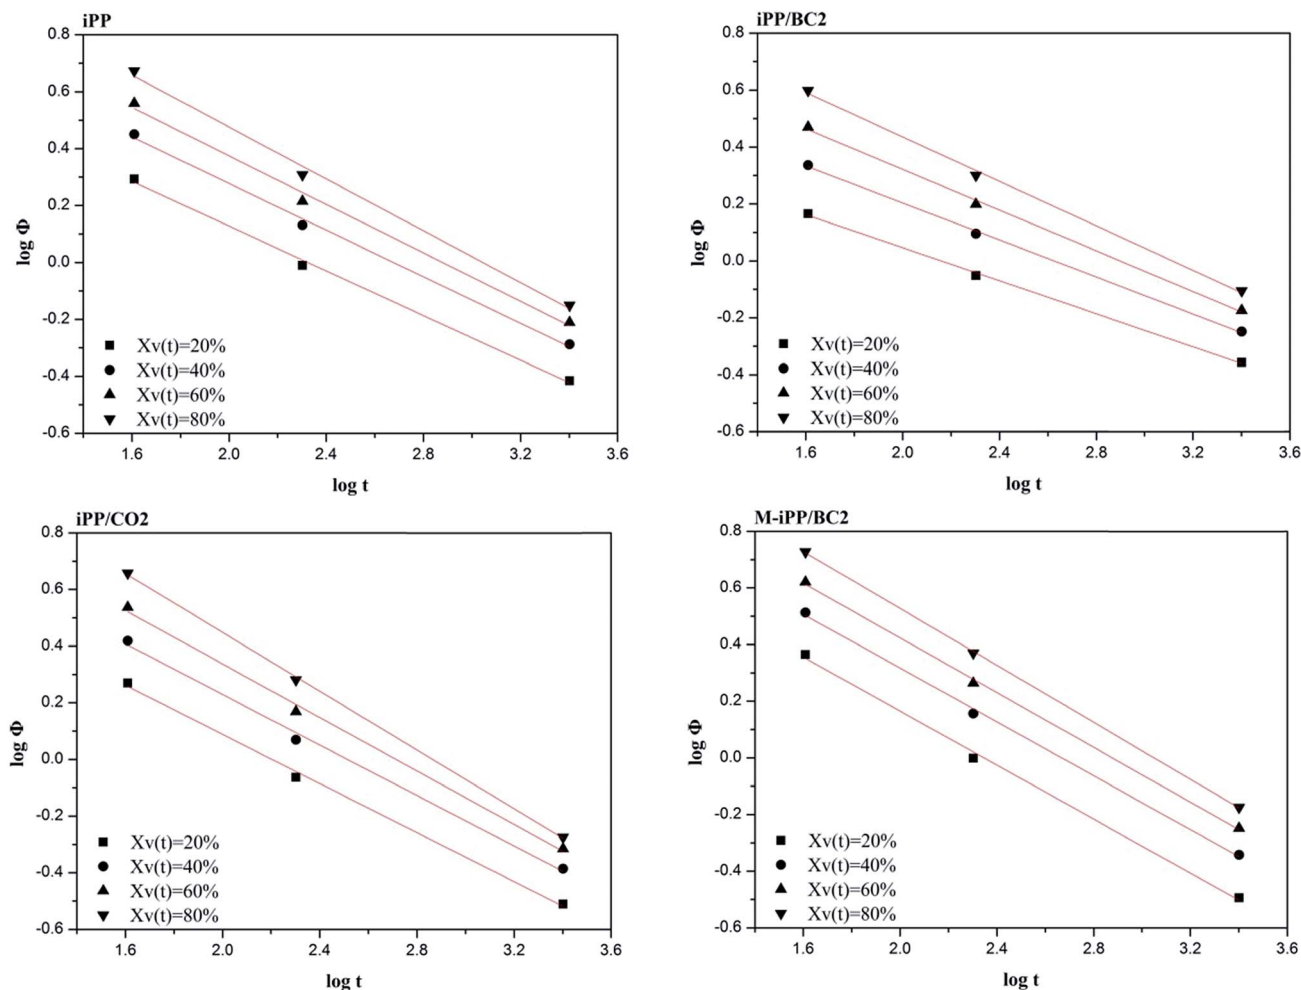 iPP
0.8
0.6
0.4
0.2
0.0
-0.2
-0.4
-0.6
log Φ
Xv(t)=20%
Xv(t)=40%
Xv(t)=60%
Xv(t)=80%
1.6 2.0 2.4 2.8 3.2 3.6
log t
iPP/BC2
0.8
0.6
0.4
0.2
0.0
-0.2
-0.4
-0.6
log Φ
Xv(t)=20%
Xv(t)=40%
Xv(t)=60%
Xv(t)=80%
1.6 2.0 2.4 2.8 3.2 3.6
log t
iPP/CO2
0.8
0.6
0.4
0.2
0.0
-0.2
-0.4
-0.6
log Φ
Xv(t)=20%
Xv(t)=40%
Xv(t)=60%
Xv(t)=80%
1.6 2.0 2.4 2.8 3.2 3.6
log t
M-iPP/BC2
0.8
0.6
0.4
0.2
0.0
-0.2
-0.4
-0.6
log Φ
Xv(t)=20%
Xv(t)=40%
Xv(t)=60%
Xv(t)=80%
1.6 2.0 2.4 2.8 3.2 3.6
log t